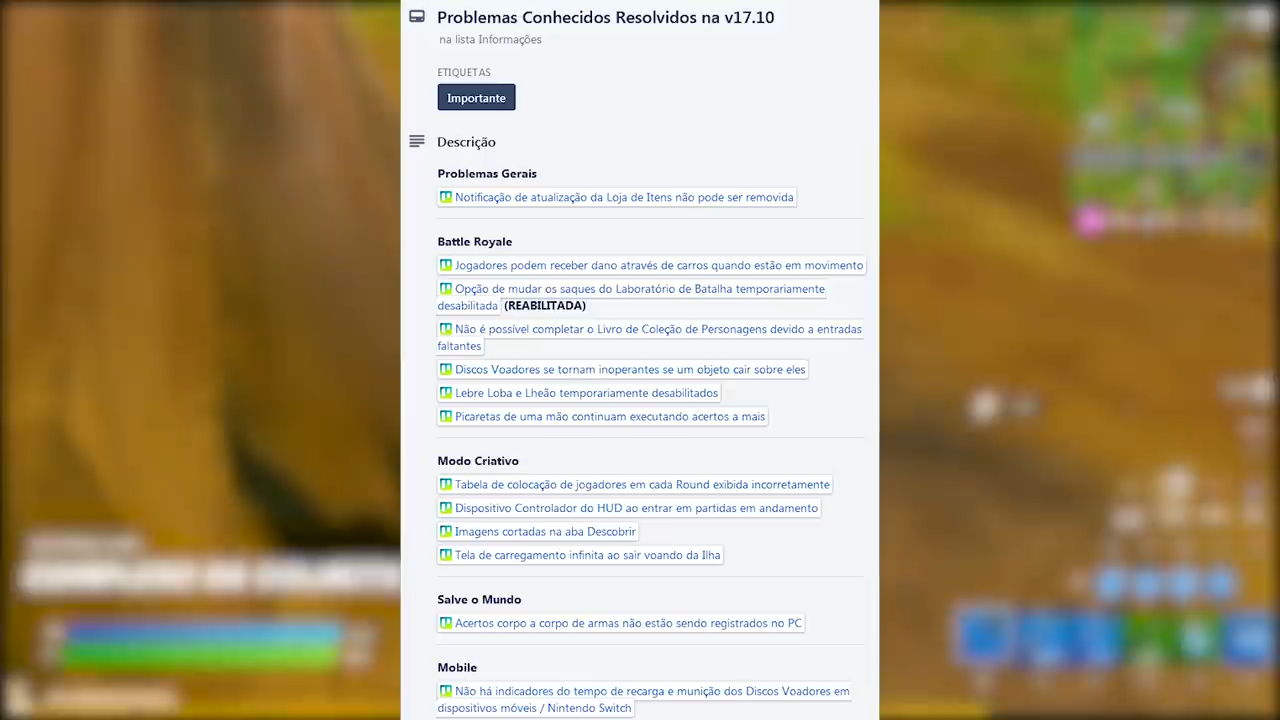 Problemas Conhecidos Resolvidos na v17.10
na lista Informações
ETIQUETAS
Importante
Descrição
Problemas Gerais
Notificação de atualização da Loja de Itens não pode ser removida
Battle Royale
Jogadores podem receber dano através de carros quando estão em movimento
Opção de mudar os saques do Laboratório de Batalha temporariamente
desabilitada (REABILITADA)
Não é possível completar o Livro de Coleção de Personagens devido a entradas
faltantes
Discos Voadores se tornam inoperantes se um objeto cair sobre eles
Lebre Loba e Lheão temporariamente desabilitados
Picaretas de uma mão continuam executando acertos a mais
Modo Criativo
Tabela de colocação de jogadores em cada Round exibida incorretamente
Dispositivo Controlador do HUD ao entrar em partidas em andamento
Imagens cortadas na aba Descobrir
Tela de carregamento infinita ao sair voando da Ilha
Salve o Mundo
Acertos corpo a corpo de armas não estão sendo registrados no PC
Mobile
Não há indicadores do tempo de recarga e munição dos Discos Voadores em
dispositivos móveis / Nintendo Switch